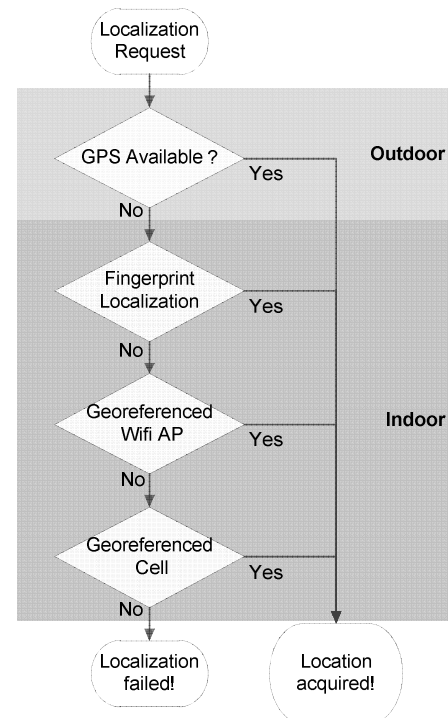 Localization
Request
GPS Available ?
Outdoor
Yes
No
Fingerprint
Localization
Yes
No
Georeferenced
Wifi AP
Indoor
Yes
No
Georeferenced
Cell
Yes
No
Localization
failed!
Location
acquired!